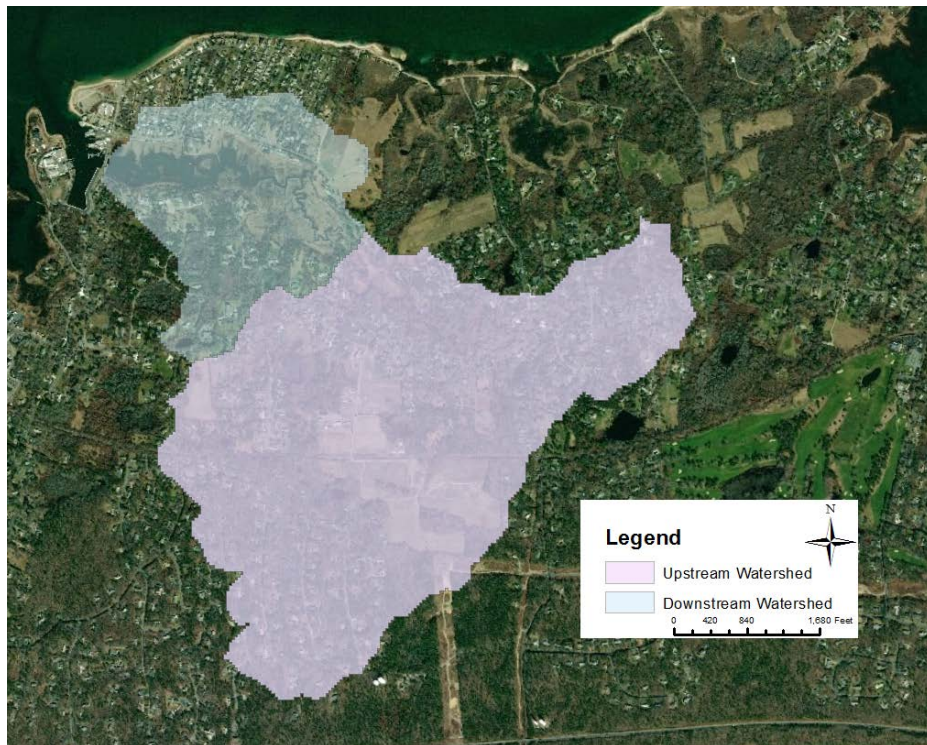 N
Legend
Upstream Watershed
Downstream Watershed
0 420 840 1,680 Feet